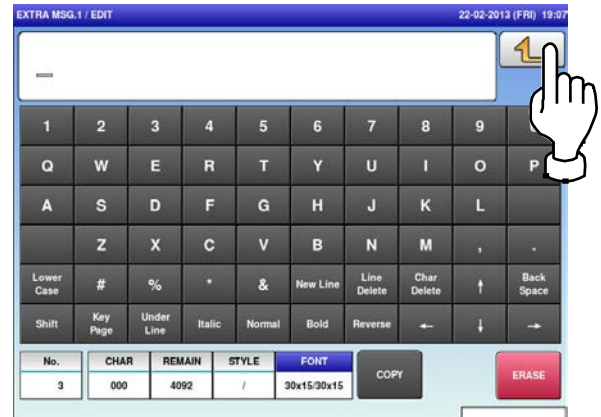 EXTRA MSG.1 / EDIT 22-02-2013 (FRI) 19:07
1 2 3 4 5 6 7 8 9
Q W E R T Y U I O P
A S D F G H J K L
Z X C V B N M , .
Lower Case # % * & New Line Line Delete Char Delete ↑ Back Space
Shift Key Page Under Line Italic Normal Bold Reverse ← ↓ →
No. CHAR REMAIN STYLE FONT COPY ERASE
3 000 4092 / 30x15/30x15